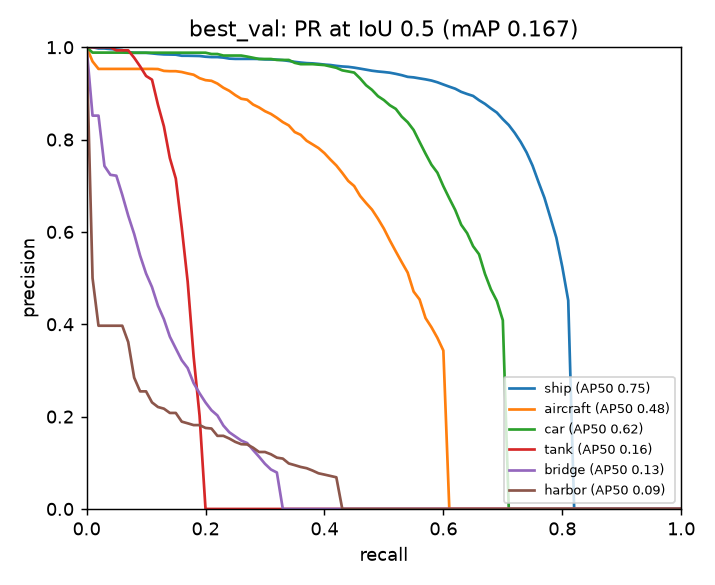 best_val: PR at IoU 0.5 (mAP 0.167)
1.0
0.8
0.6
0.4
0.2
0.0
precision
ship (AP50 0.75)
aircraft (AP50 0.48)
car (AP50 0.62)
tank (AP50 0.16)
bridge (AP50 0.13)
harbor (AP50 0.09)
0.0 0.2 0.4 0.6 0.8 1.0
recall